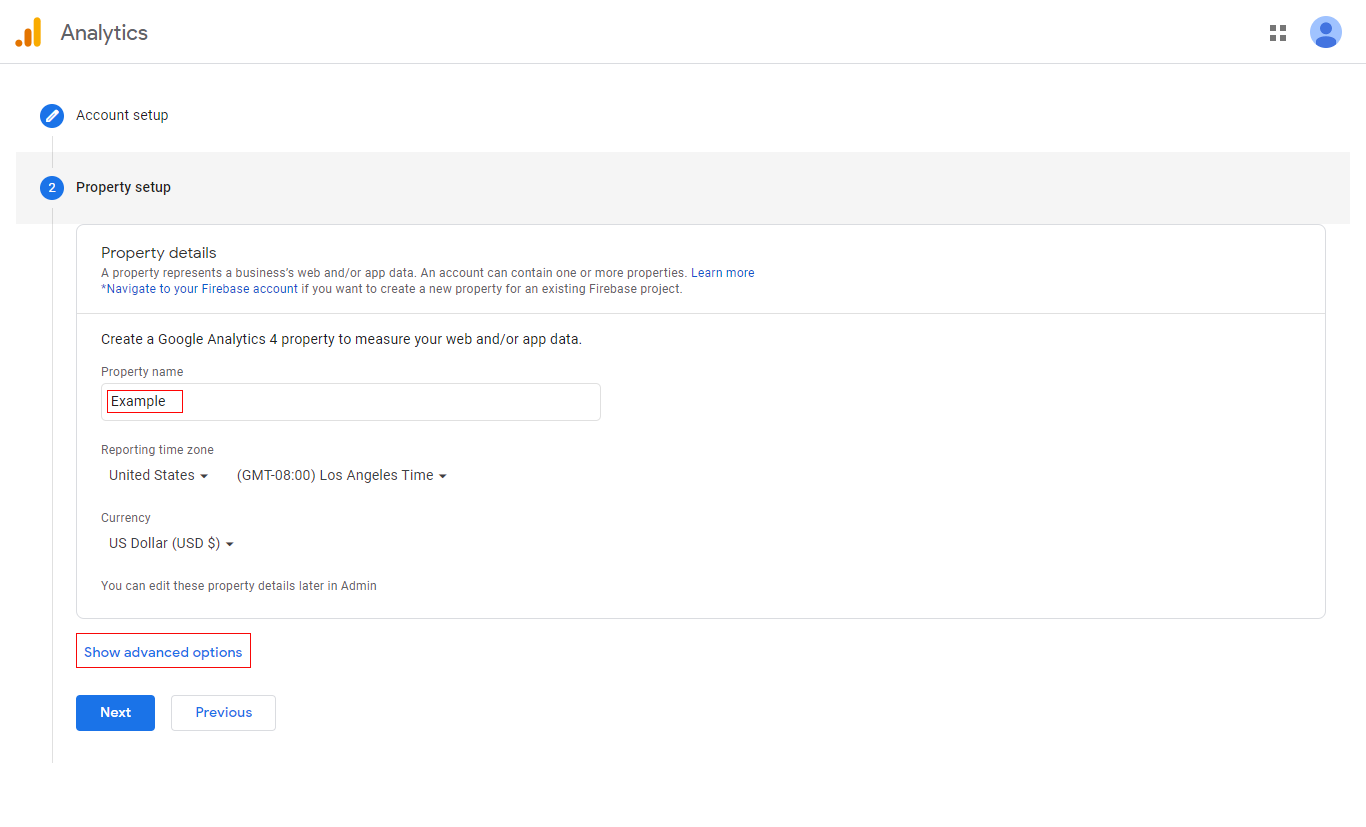 Analytics
Account setup
2 Property setup
Property details
A property represents a business's web and/or app data. An account can contain one or more properties. Learn more
*Navigate to your Firebase account if you want to create a new property for an existing Firebase project.
Create a Google Analytics 4 property to measure your web and/or app data.
Property name
Example
Reporting time zone
United States (GMT-08:00) Los Angeles Time
Currency
US Dollar (USD $)
You can edit these property details later in Admin
Show advanced options
Next Previous